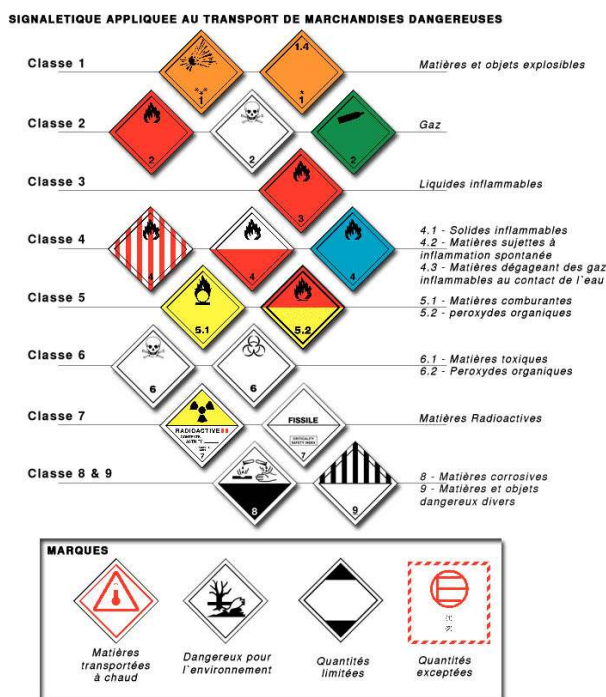 SIGNALETIQUE APPLIQUEE AU TRANSPORT DE MARCHANDISES DANGEREUSES
Classe 1
1
1.4
1
Matières et objets explosibles
Classe 2
2
2
2
Gaz
Classe 3
3
Liquides inflammables
Classe 4
4
4
4
4.1 - Solides inflammables
4.2 - Matières sujettes à
inflammation spontanée
4.3 - Matières dégageant des gaz
inflammables au contact de l'eau
Classe 5
5.1
5.2
5.1 - Matières comburantes
5.2 - peroxydes organiques
Classe 6
6
6
6.1 - Matières toxiques
6.2 - Peroxydes organiques
Classe 7
RADIOACTIVE II
7
FISSILE
CRITICALITY
SAFETY INDEX
7
Matières Radioactives
Classe 8 & 9
8
9
8 - Matières corrosives
9 - Matières et objets
dangereux divers
MARQUES
Matières
transportées
à chaud
Dangereux pour
l'environnement
Quantités
limitées
Quantités
exceptées